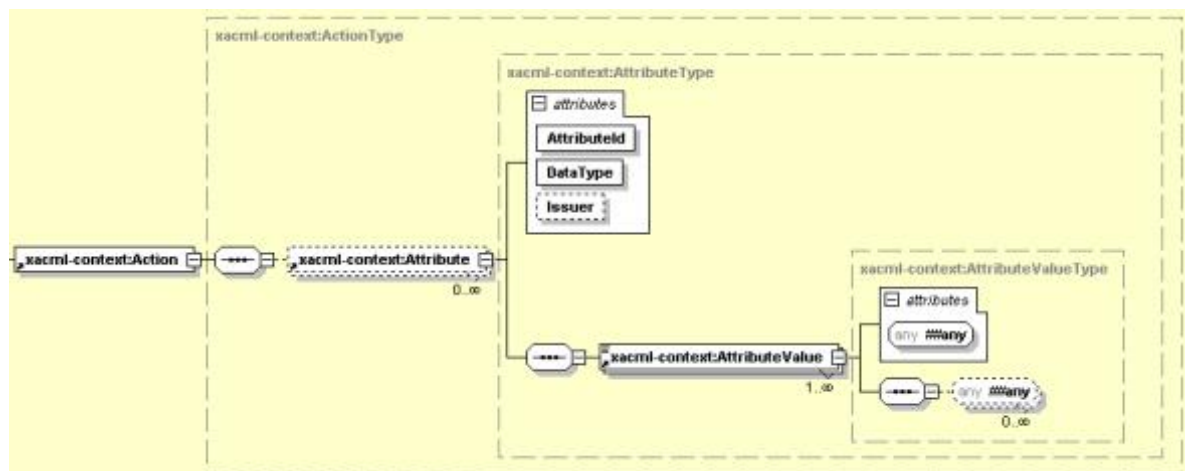 xacml-context:ActionType
xacml-context:AttributeType
attributes
AttributeId
DataType
Issuer
xacml-context:Action
xacml-context:Attribute
0..∞
xacml-context:AttributeValueType
attributes
any ##any
xacml-context:AttributeValue
1..∞
any ##any
0..∞